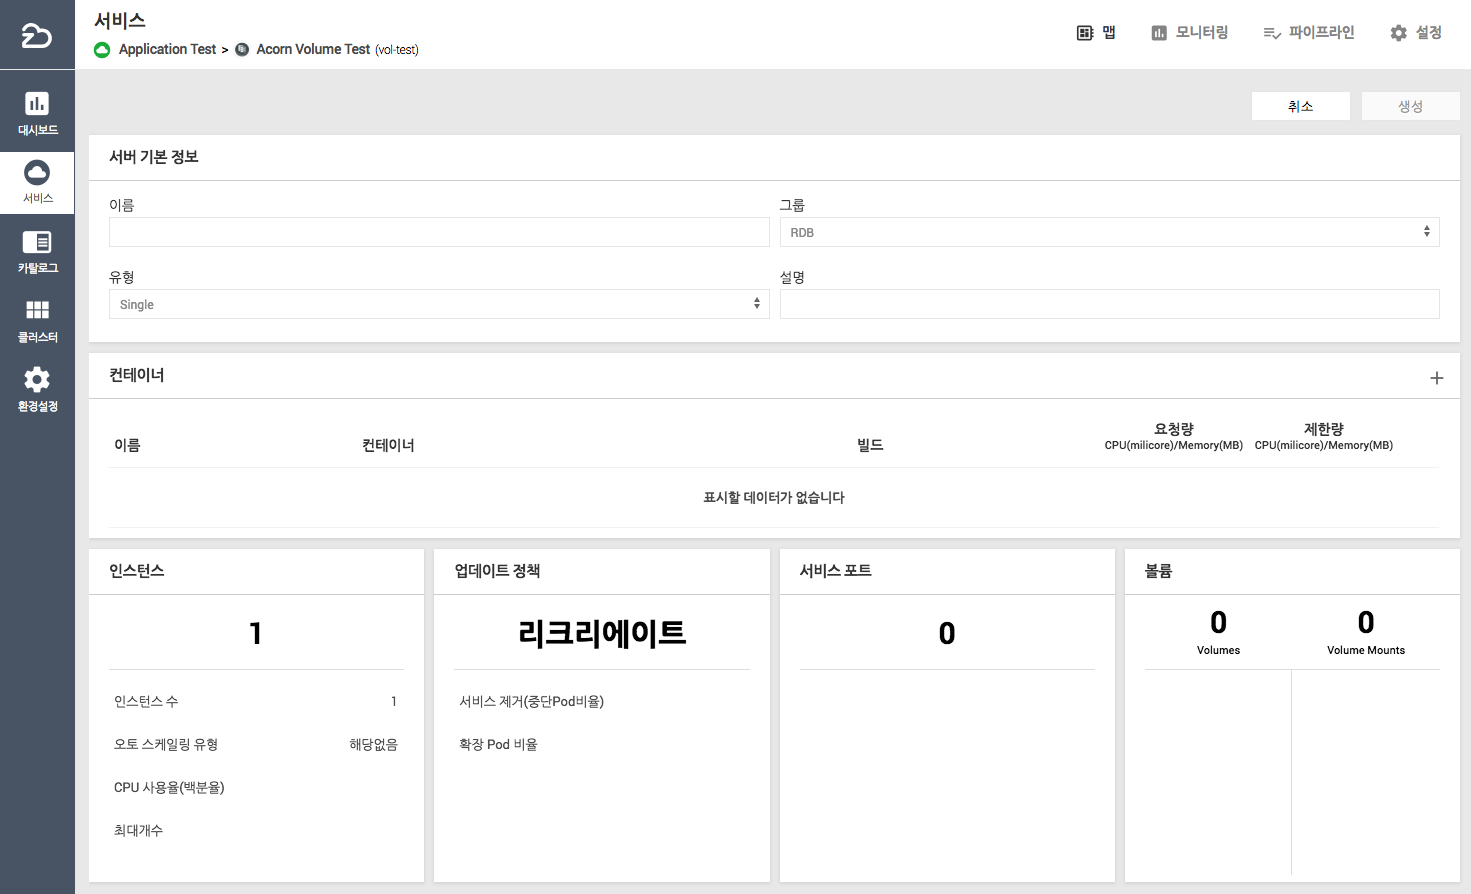 서비스
Application Test > Acorn Volume Test (vol-test)
맵
모니터링
파이프라인
설정
대시보드
서비스
카탈로그
클러스터
환경설정
취소
생성
서버 기본 정보
이름
그룹
RDB
유형
설명
Single
컨테이너
이름
컨테이너
빌드
요청량
CPU(milicore)/Memory(MB)
제한량
CPU(milicore)/Memory(MB)
표시할 데이터가 없습니다
인스턴스
1
인스턴스 수 1
오토 스케일링 유형 해당없음
CPU 사용율(백분율)
최대개수
업데이트 정책
리크리에이트
서비스 제거(중단Pod비율)
확장 Pod 비율
서비스 포트
0
볼륨
0
Volumes
0
Volume Mounts